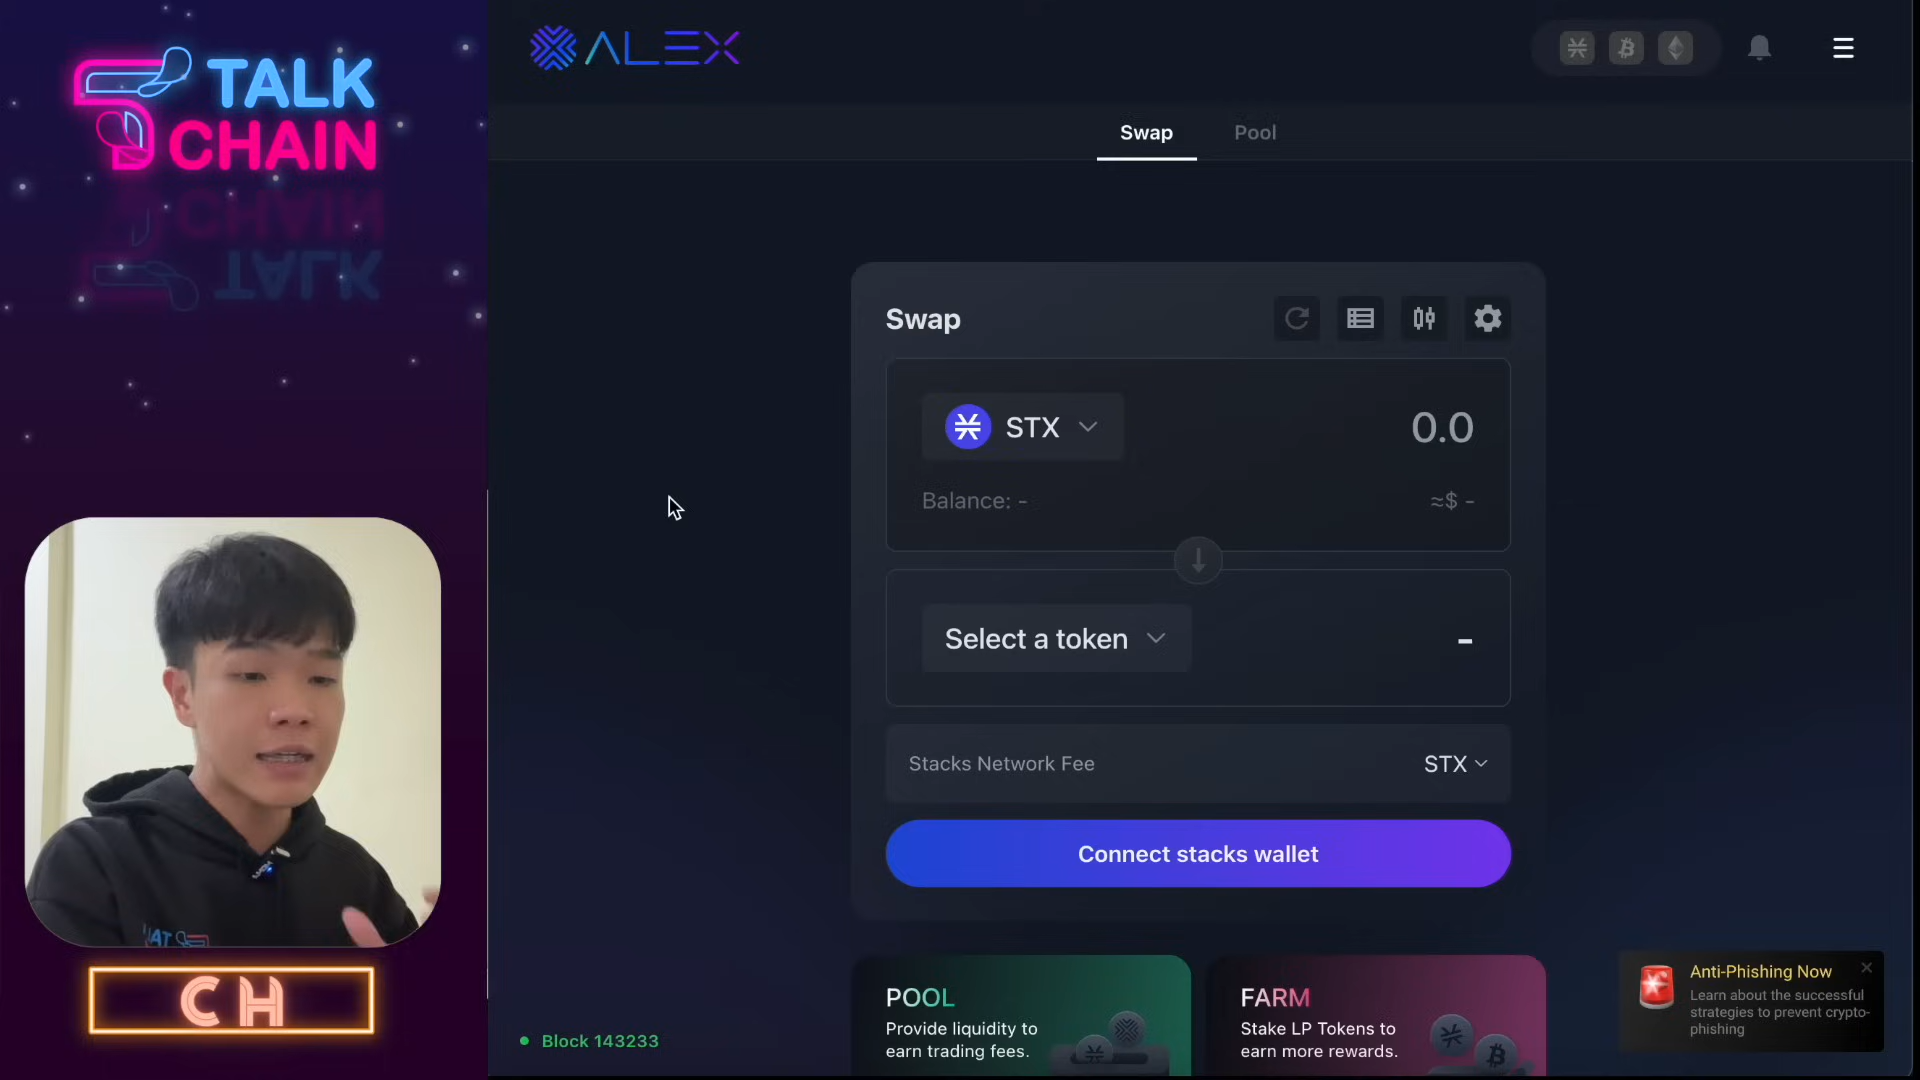 TALK
CHAIN
ALEX
Swap
Pool
Swap
STX
0.0
Balance: -
≈$ -
Select a token
-
Stacks Network Fee
STX
Connect stacks wallet
POOL
Provide liquidity to
earn trading fees.
FARM
Stake LP Tokens to
earn more rewards.
Anti-Phishing Now
Learn about the successful
strategies to prevent crypto-
phishing
Block 143233
CH